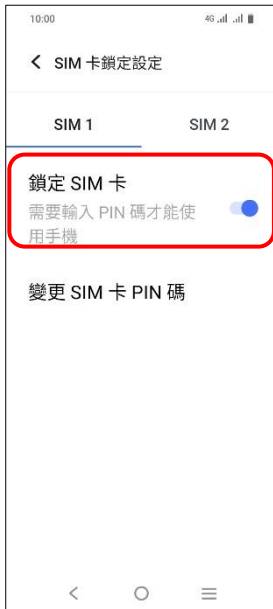 10:00 4G
SIM 卡鎖定設定
SIM 1 SIM 2
鎖定 SIM 卡
需要輸入 PIN 碼才能使
用手機
變更 SIM 卡 PIN 碼